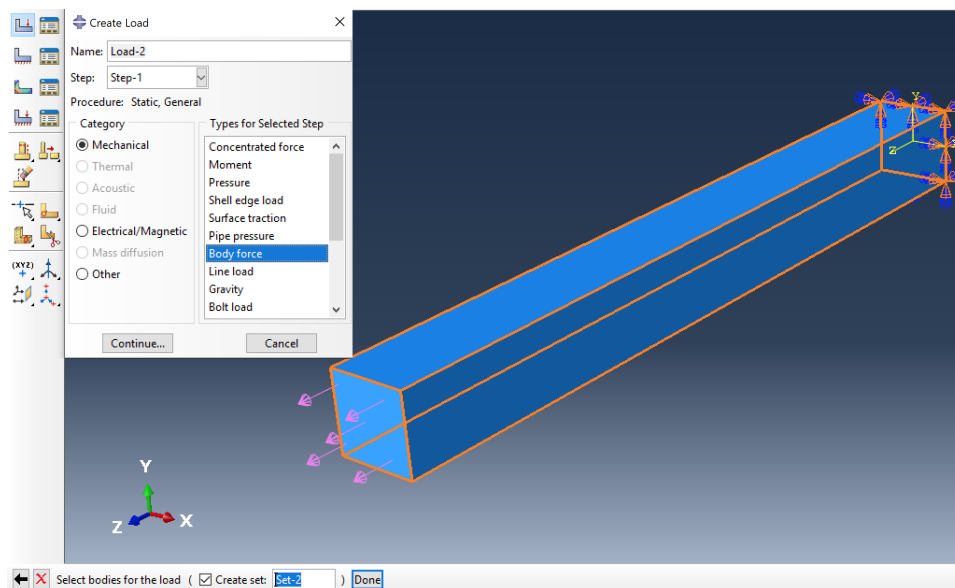 Create Load
Name: Load-2
Step: Step-1
Procedure: Static, General
Category
Mechanical
Thermal
Acoustic
Fluid
Electrical/Magnetic
Mass diffusion
Other
Types for Selected Step
Concentrated force
Moment
Pressure
Shell edge load
Surface traction
Pipe pressure
Body force
Line load
Gravity
Bolt load
Continue...
Cancel
(XYZ)
Y
Z
Y
Z
X
Select bodies for the load ( Create set: Set-2 ) Done